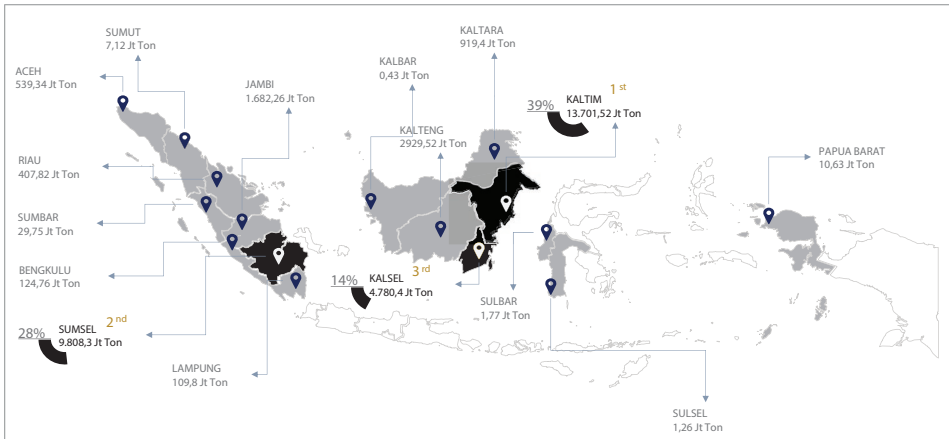 SUMUT
7,12 Jt Ton
ACEH
539,34 Jt Ton
JAMBI
1.682,26 Jt Ton
KALBAR
0,43 Jt Ton
KALTARA
919,4 Jt Ton
KALTENG
2929,52 Jt Ton
1 st
39%
KALTIM
13.701,52 Jt Ton
PAPUA BARAT
10,63 Jt Ton
RIAU
407,82 Jt Ton
SUMBAR
29,75 Jt Ton
BENGKULU
124,76 Jt Ton
2 nd
28%
SUMSEL
9.808,3 Jt Ton
LAMPUNG
109,8 Jt Ton
3 rd
14%
KALSEL
4.780,4 Jt Ton
SULBAR
1,77 Jt Ton
SULSEL
1,26 Jt Ton